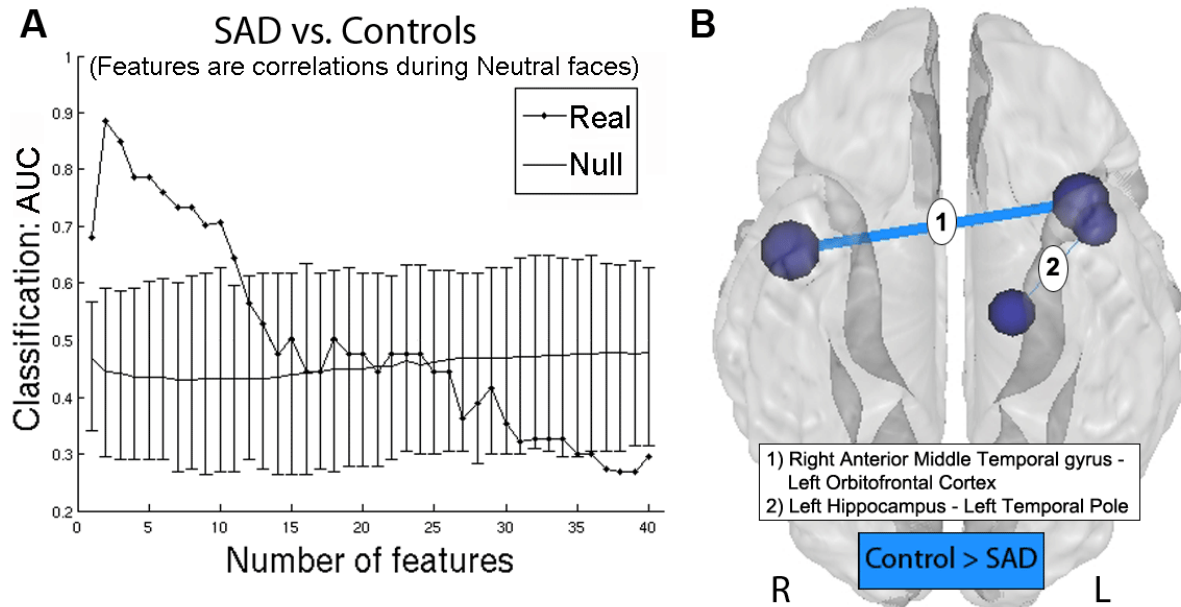 A
SAD vs. Controls
(Features are correlations during Neutral faces)
Real
Null
Classification: AUC
1
0.9
0.8
0.7
0.6
0.5
0.4
0.3
0.2
0 5 10 15 20 25 30 35 40
Number of features
B
1
2
1) Right Anterior Middle Temporal gyrus -
Left Orbitofrontal Cortex
2) Left Hippocampus - Left Temporal Pole
Control > SAD
R L